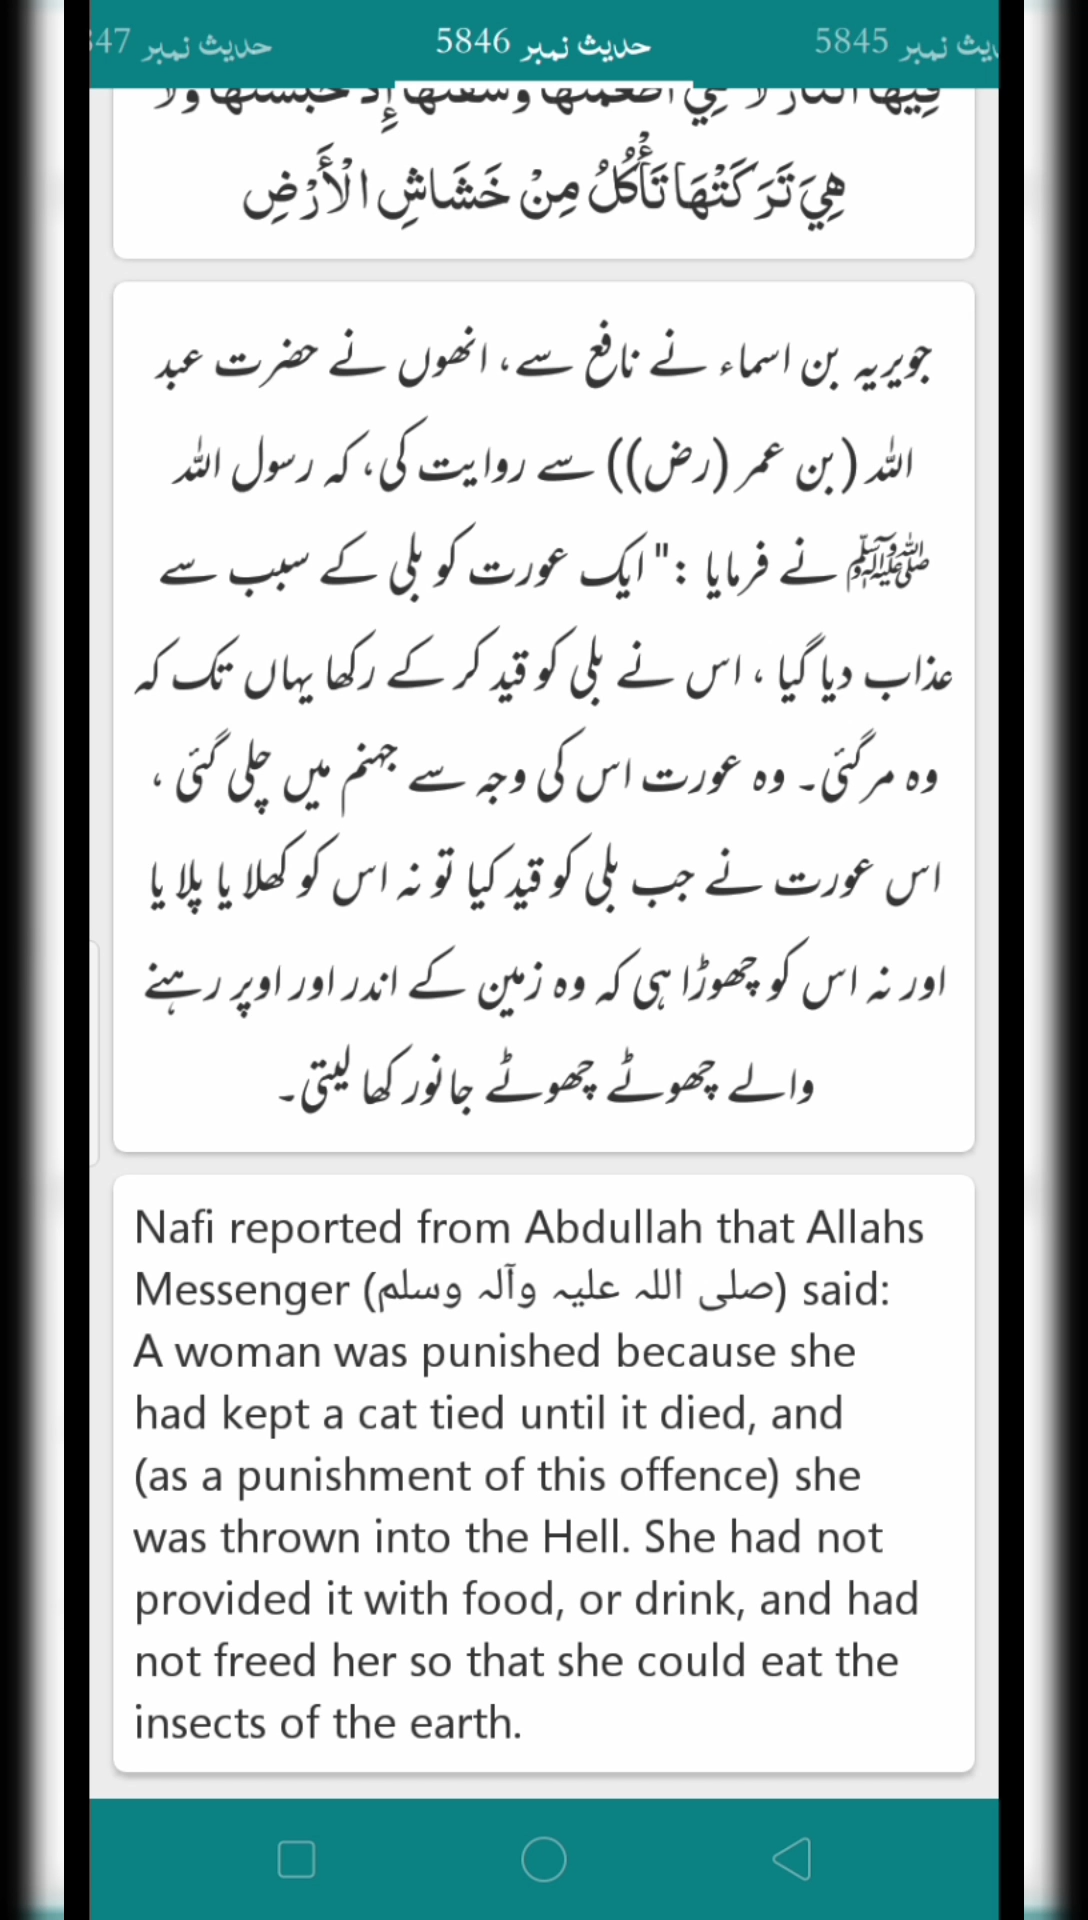 حدیث نمبر 5845
حدیث نمبر 5846
حدیث نمبر 847
هِيَ تَرَكَتْهَا تَأْكُلُ مِنْ خَشَاشِ الْأَرْضِ
جویریہ بن اسماء نے نافع سے، انھوں نے حضرت عبد
اللہ (بن عمر (رض)) سے روایت کی، کہ رسول اللہ
ﷺ نے فرمایا :" ایک عورت کو بلی کے سبب سے
عذاب دیا گیا ، اس نے بلی کو قید کر کے رکھا یہاں تک کہ
وہ مرگئی۔ وہ عورت اس کی وجہ سے جہنم میں چلی گئی ،
اس عورت نے جب بلی کو قید کیا تو نہ اس کو کھلا یا پلا یا
اور نہ اس کو چھوڑا ہی کہ وہ زمین کے اندر اور اوپر رہنے
والے چھوٹے چھوٹے جانور کھا لیتی۔
Nafi reported from Abdullah that Allahs
Messenger (صلی اللہ علیہ وآلہ وسلم) said:
A woman was punished because she
had kept a cat tied until it died, and
(as a punishment of this offence) she
was thrown into the Hell. She had not
provided it with food, or drink, and had
not freed her so that she could eat the
insects of the earth.